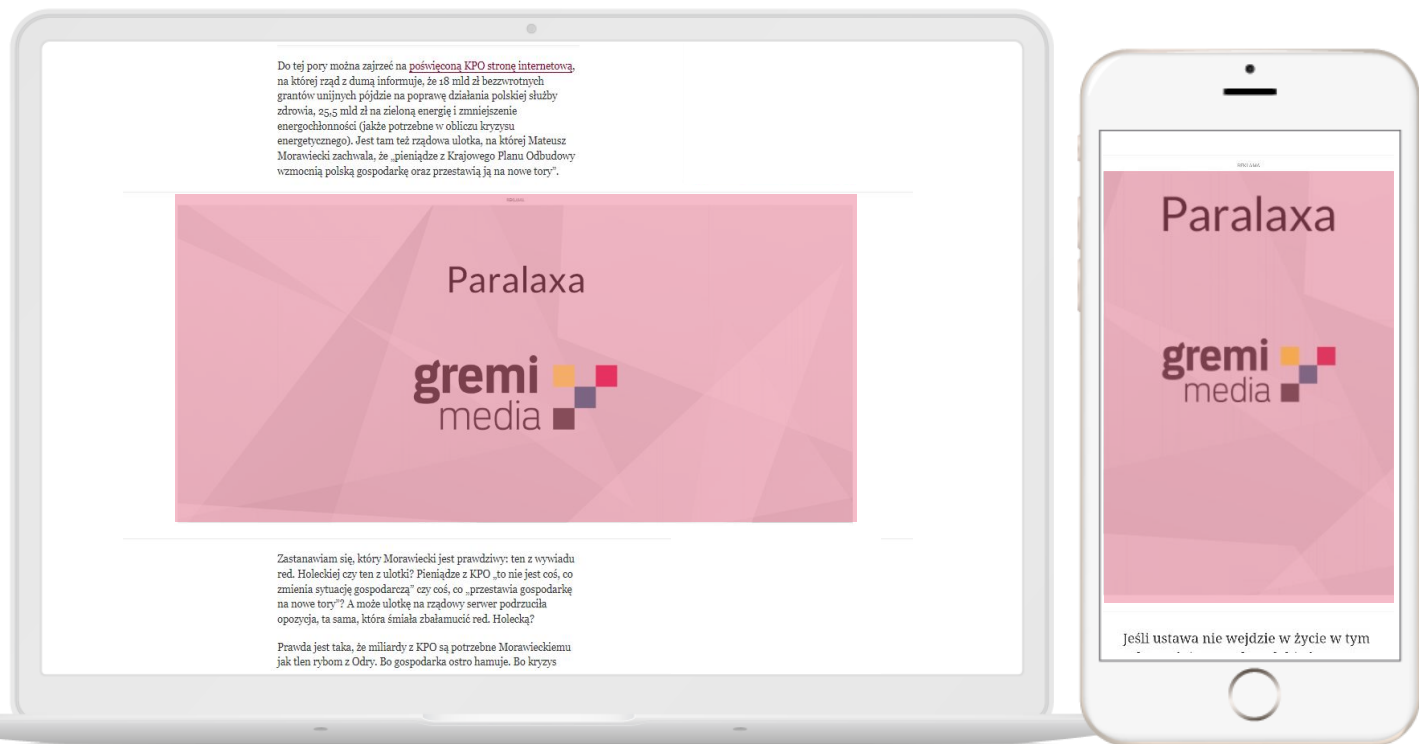 Do tej pory można zajrzeć na poświęconą KPO stronę internetową,
na której rząd z dumą informuje, że 18 mld zł bezzwrotnych
grantów unijnych pójdzie na poprawę działania polskiej służby
zdrowia, 25,5 mld zł na zieloną energię i zmniejszenie
energochłonności (jakże potrzebne w obliczu kryzysu
energetycznego). Jest tam też rządowa ulotka, na której Mateusz
Morawiecki zachwala, że „pieniądze z Krajowego Planu Odbudowy
wzmocnią polską gospodarkę oraz przestawią ją na nowe tory”.
REKLAMA
Paralaxa
gremi
media
Zastanawiam się, który Morawiecki jest prawdziwy: ten z wywiadu
red. Holeckiej czy ten z ulotki? Pieniądze z KPO „to nie jest coś, co
zmienia sytuację gospodarczą” czy coś, co „przestawia gospodarkę
na nowe tory”? A może ulotkę na rządowy serwer podrzuciła
opozycja, ta sama, która śmiała zbałamucić red. Holecką?
Prawda jest taka, że miliardy z KPO są potrzebne Morawieckiemu
jak tlen rybom z Odry. Bo gospodarka ostro hamuje. Bo kryzys
REKLAMA
Paralaxa
gremi
media
Jeśli ustawa nie wejdzie w życie w tym